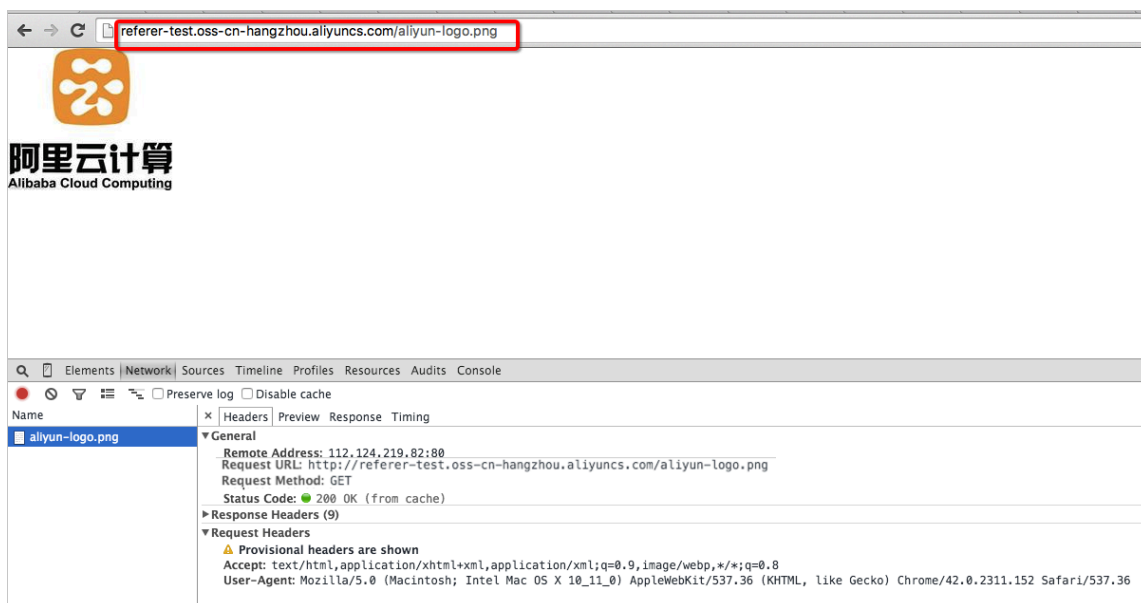 referer-test.oss-cn-hangzhou.aliyuncs.com/aliyun-logo.png
阿里云计算
Alibaba Cloud Computing
Elements Network Sources Timeline Profiles Resources Audits Console
Preserve log Disable cache
Name
× Headers Preview Response Timing
aliyun-logo.png
▼General
Remote Address: 112.124.219.82:80
Request URL: http://referer-test.oss-cn-hangzhou.aliyuncs.com/aliyun-logo.png
Request Method: GET
Status Code: 200 OK (from cache)
▶Response Headers (9)
▼Request Headers
Provisional headers are shown
Accept: text/html,application/xhtml+xml,application/xml;q=0.9,image/webp,*/*;q=0.8
User-Agent: Mozilla/5.0 (Macintosh; Intel Mac OS X 10_11_0) AppleWebKit/537.36 (KHTML, like Gecko) Chrome/42.0.2311.152 Safari/537.36